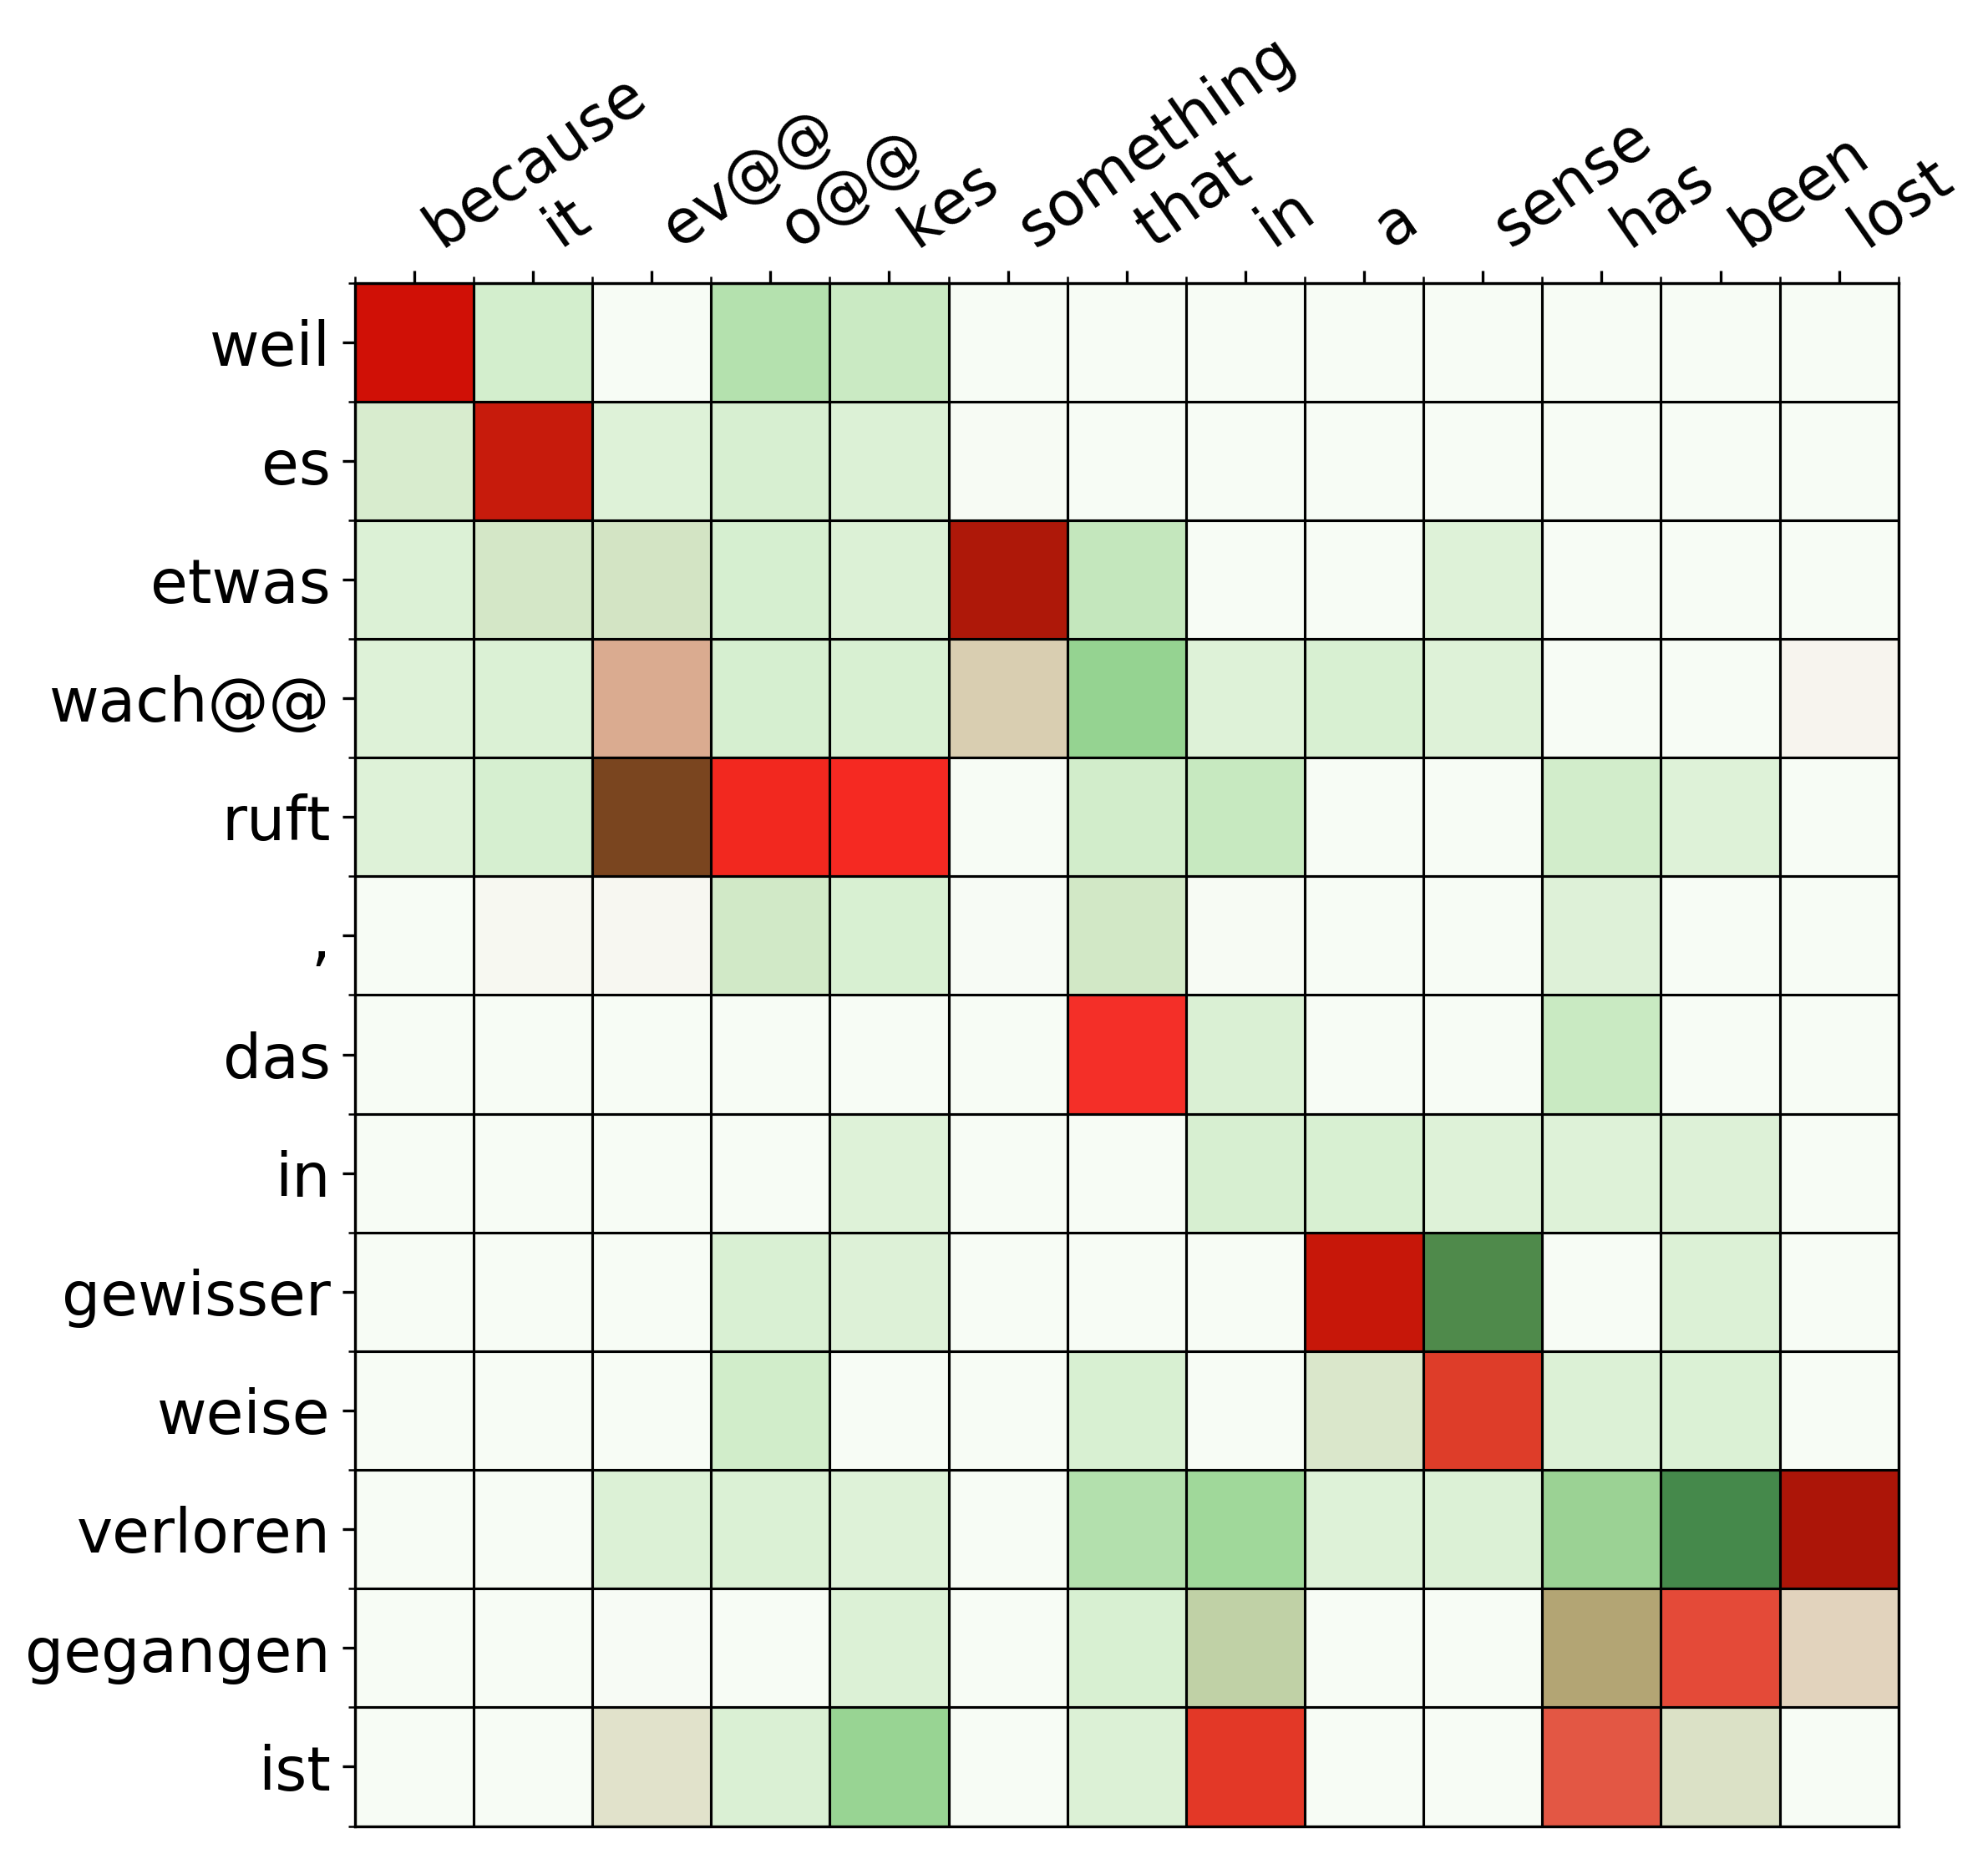 because
it
ev@@
o@@
kes
something
that
in
a
sense
has
been
lost
weil
es
etwas
wach@@
ruft
,
das
in
gewisser
weise
verloren
gegangen
ist